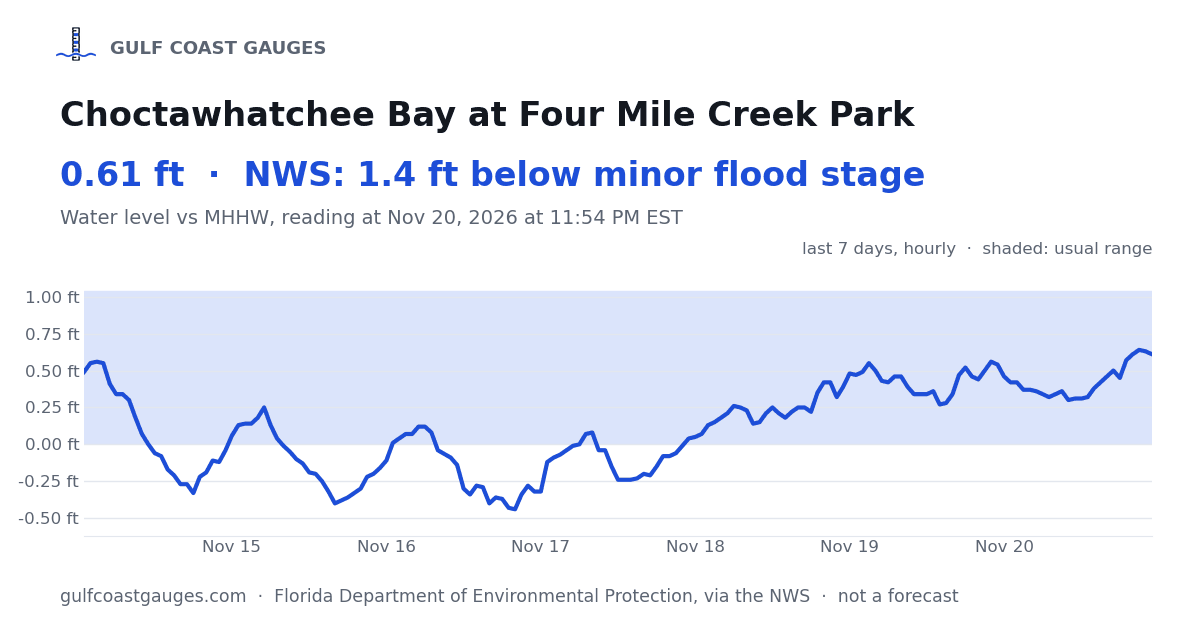 GULF COAST GAUGES
Choctawhatchee Bay at Four Mile Creek Park
0.61 ft · NWS: 1.4 ft below minor flood stage
Water level vs MHHW, reading at Nov 20, 2026 at 11:54 PM EST
last 7 days, hourly · shaded: usual range
1.00 ft
0.75 ft
0.50 ft
0.25 ft
0.00 ft
-0.25 ft
-0.50 ft
Nov 15 Nov 16 Nov 17 Nov 18 Nov 19 Nov 20
gulfcoastgauges.com · Florida Department of Environmental Protection, via the NWS · not a forecast